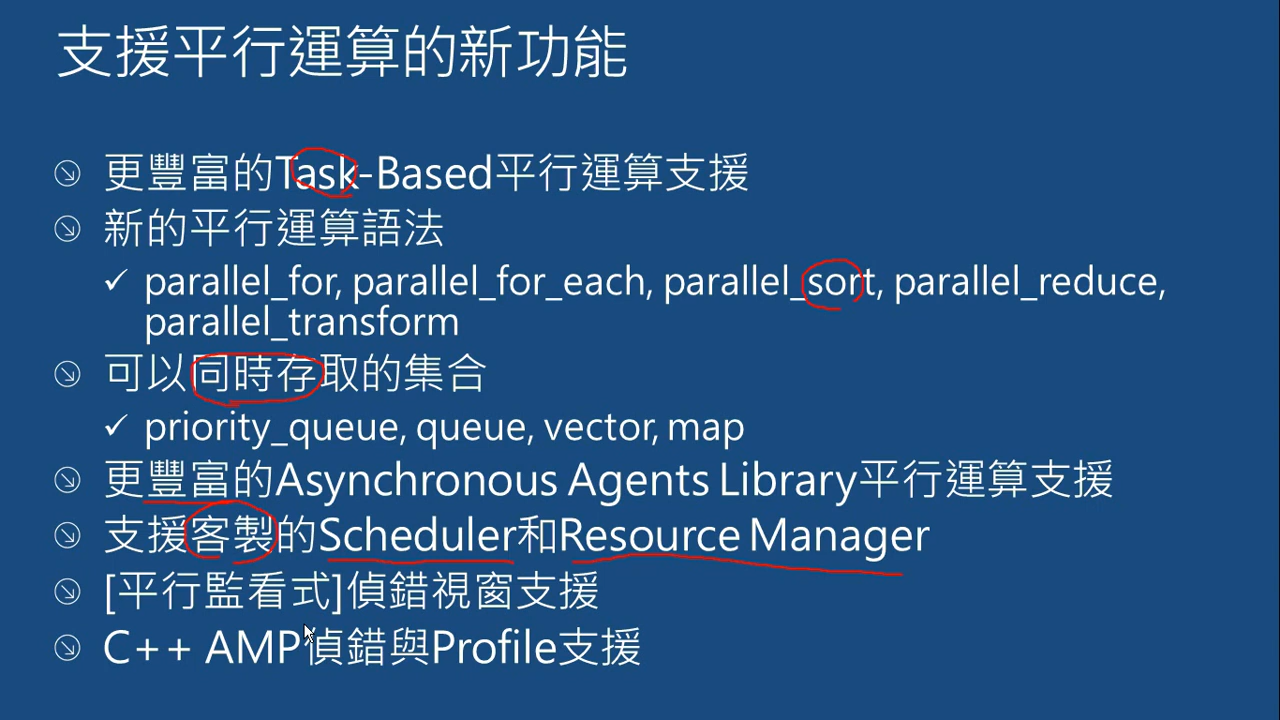 支援平行運算的新功能
更豐富的Task-Based平行運算支援
新的平行運算語法
parallel_for, parallel_for_each, parallel_sort, parallel_reduce,
parallel_transform
可以同時存取的集合
priority_queue, queue, vector, map
更豐富的Asynchronous Agents Library平行運算支援
支援客製的Scheduler和Resource Manager
[平行監看式]偵錯視窗支援
C++ AMP偵錯與Profile支援